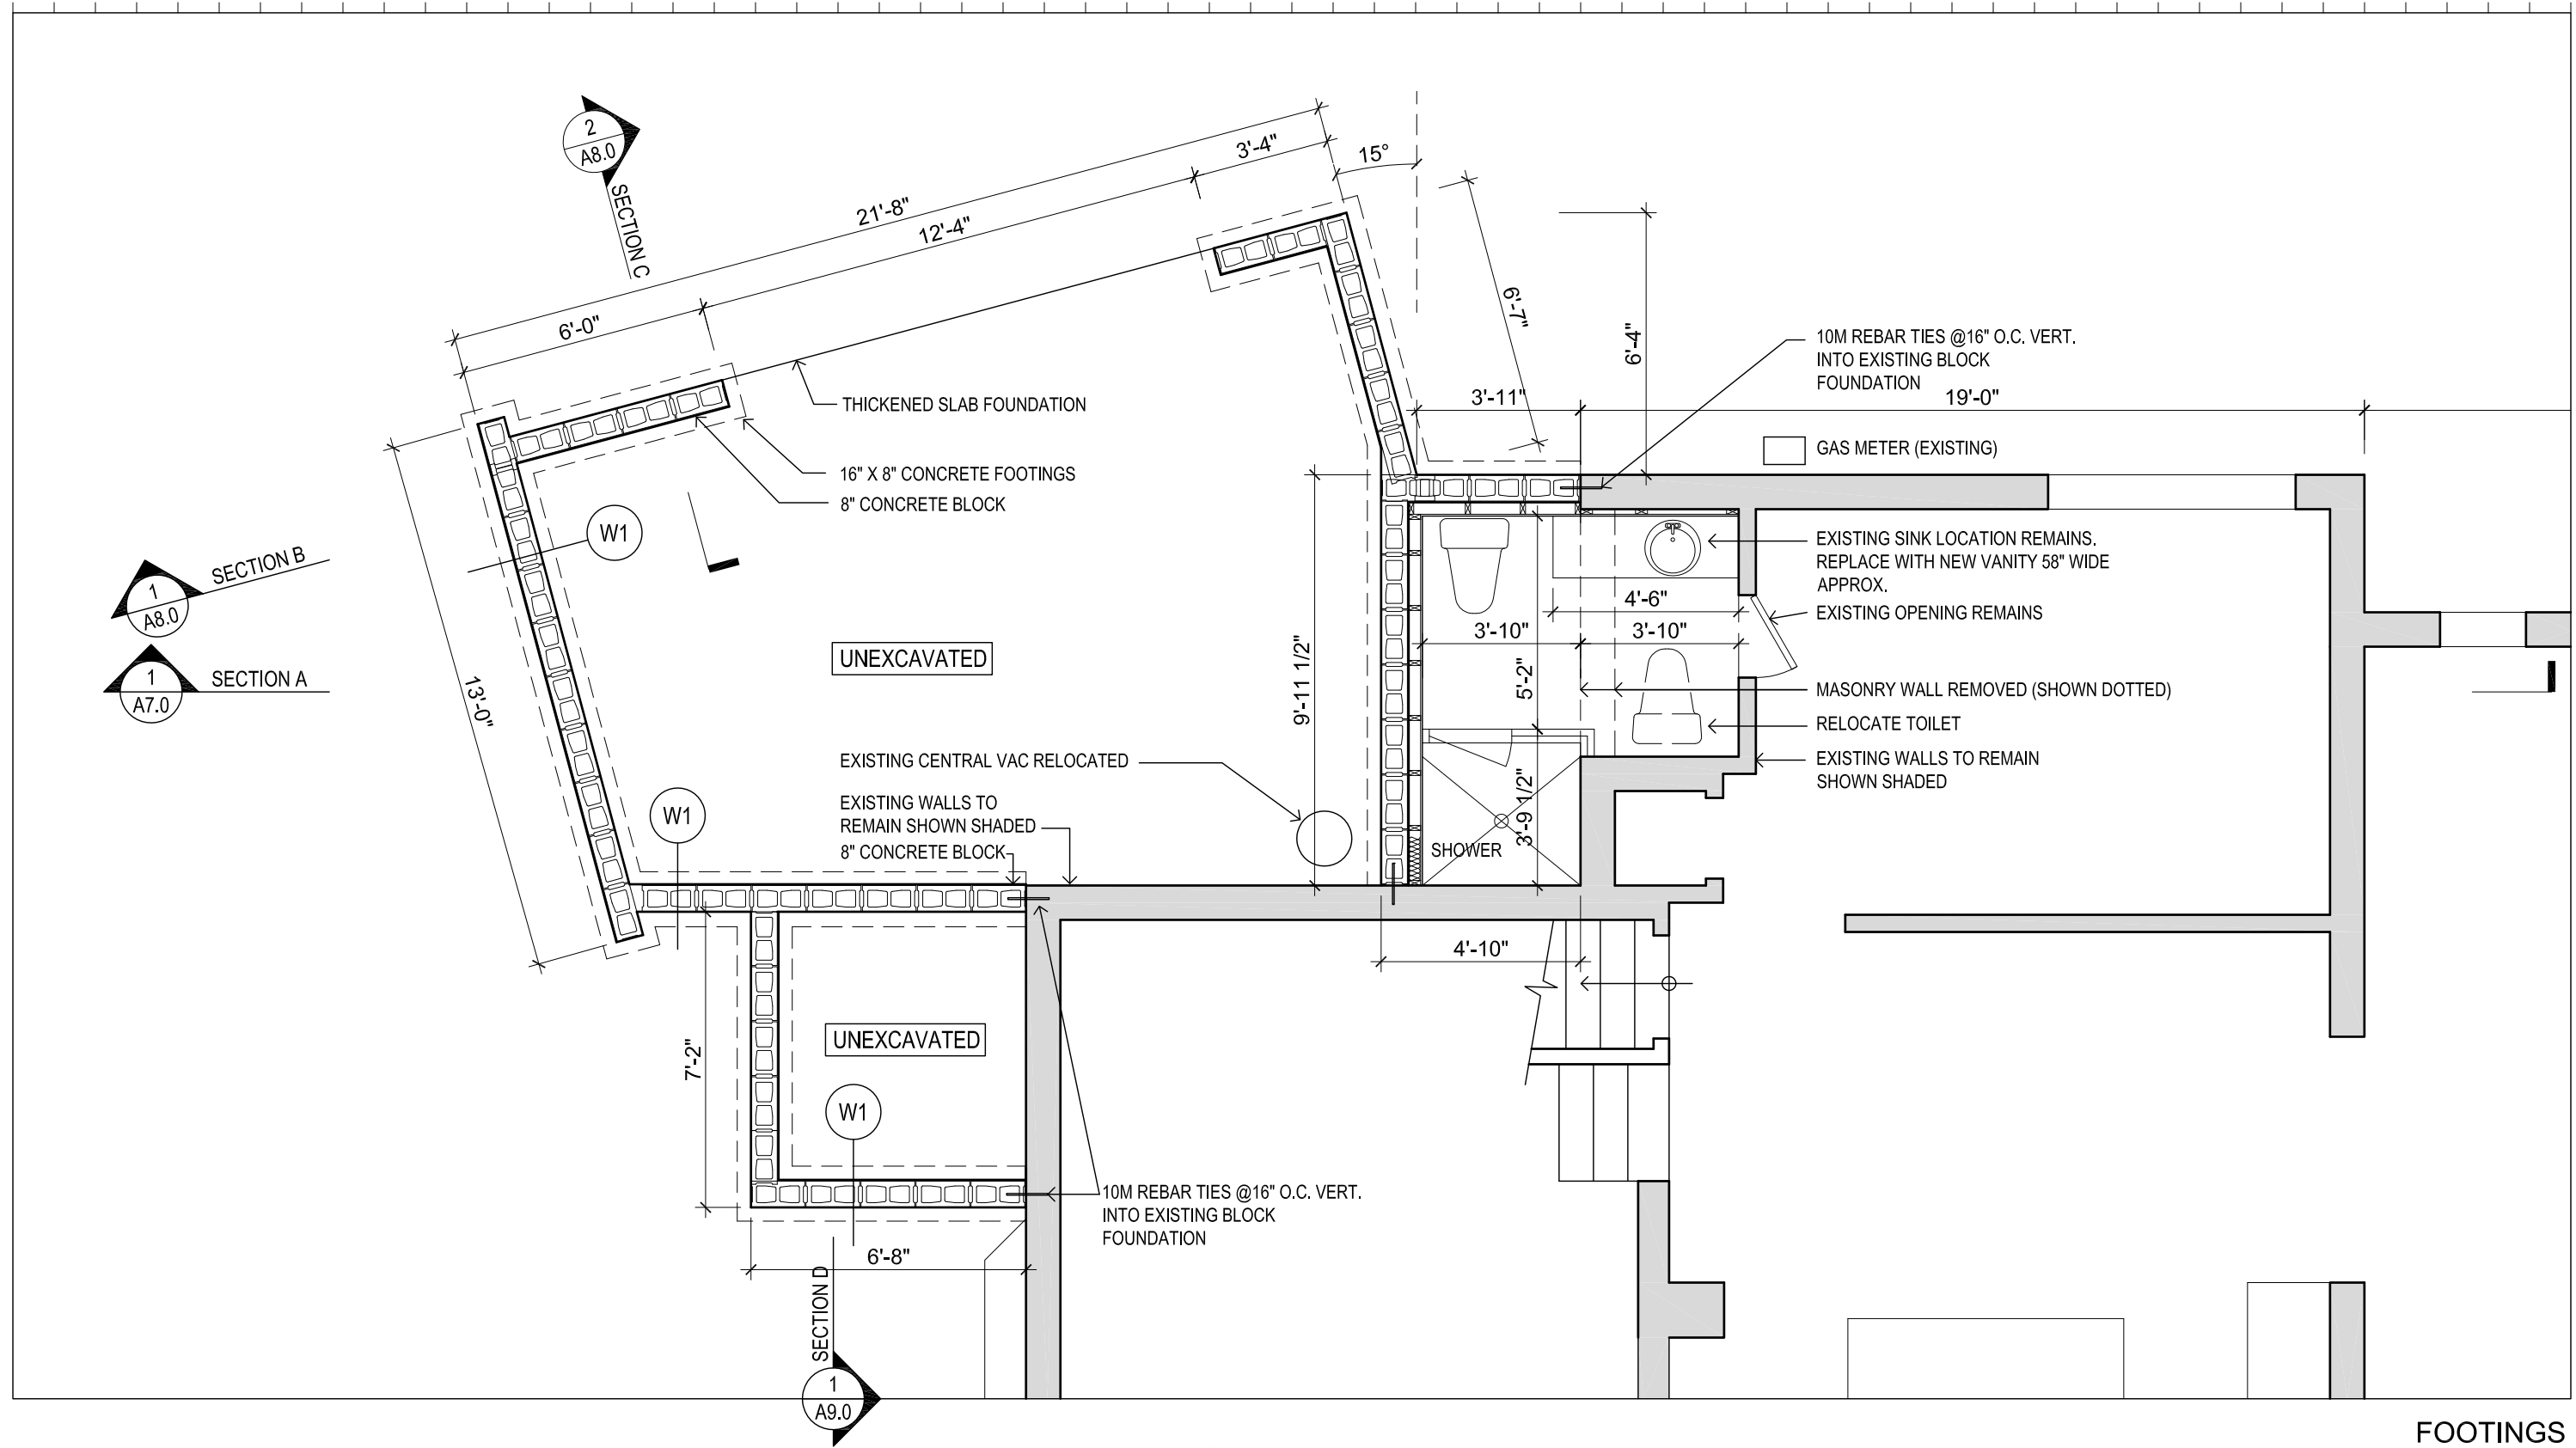 2
A8.0
SECTION C
21'-8"
3'-4"
15°
12'-4"
6'-0"
6'-7"
6'-4"
10M REBAR TIES @16" O.C. VERT.
INTO EXISTING BLOCK
FOUNDATION
3'-11"
19'-0"
THICKENED SLAB FOUNDATION
GAS METER (EXISTING)
16" X 8" CONCRETE FOOTINGS
8" CONCRETE BLOCK
W1
EXISTING SINK LOCATION REMAINS.
REPLACE WITH NEW VANITY 58" WIDE
APPROX.
SECTION B
1
A8.0
4'-6"
EXISTING OPENING REMAINS
3'-10"
3'-10"
UNEXCAVATED
9'-11 1/2"
5'-2"
SECTION A
1
A7.0
13'-0"
MASONRY WALL REMOVED (SHOWN DOTTED)
RELOCATE TOILET
EXISTING CENTRAL VAC RELOCATED
EXISTING WALLS TO REMAIN
SHOWN SHADED
EXISTING WALLS TO
REMAIN SHOWN SHADED
8" CONCRETE BLOCK
W1
3'-9 1/2"
SHOWER
4'-10"
7'-2"
UNEXCAVATED
W1
10M REBAR TIES @16" O.C. VERT.
INTO EXISTING BLOCK
FOUNDATION
6'-8"
SECTION D
1
A9.0
FOOTINGS